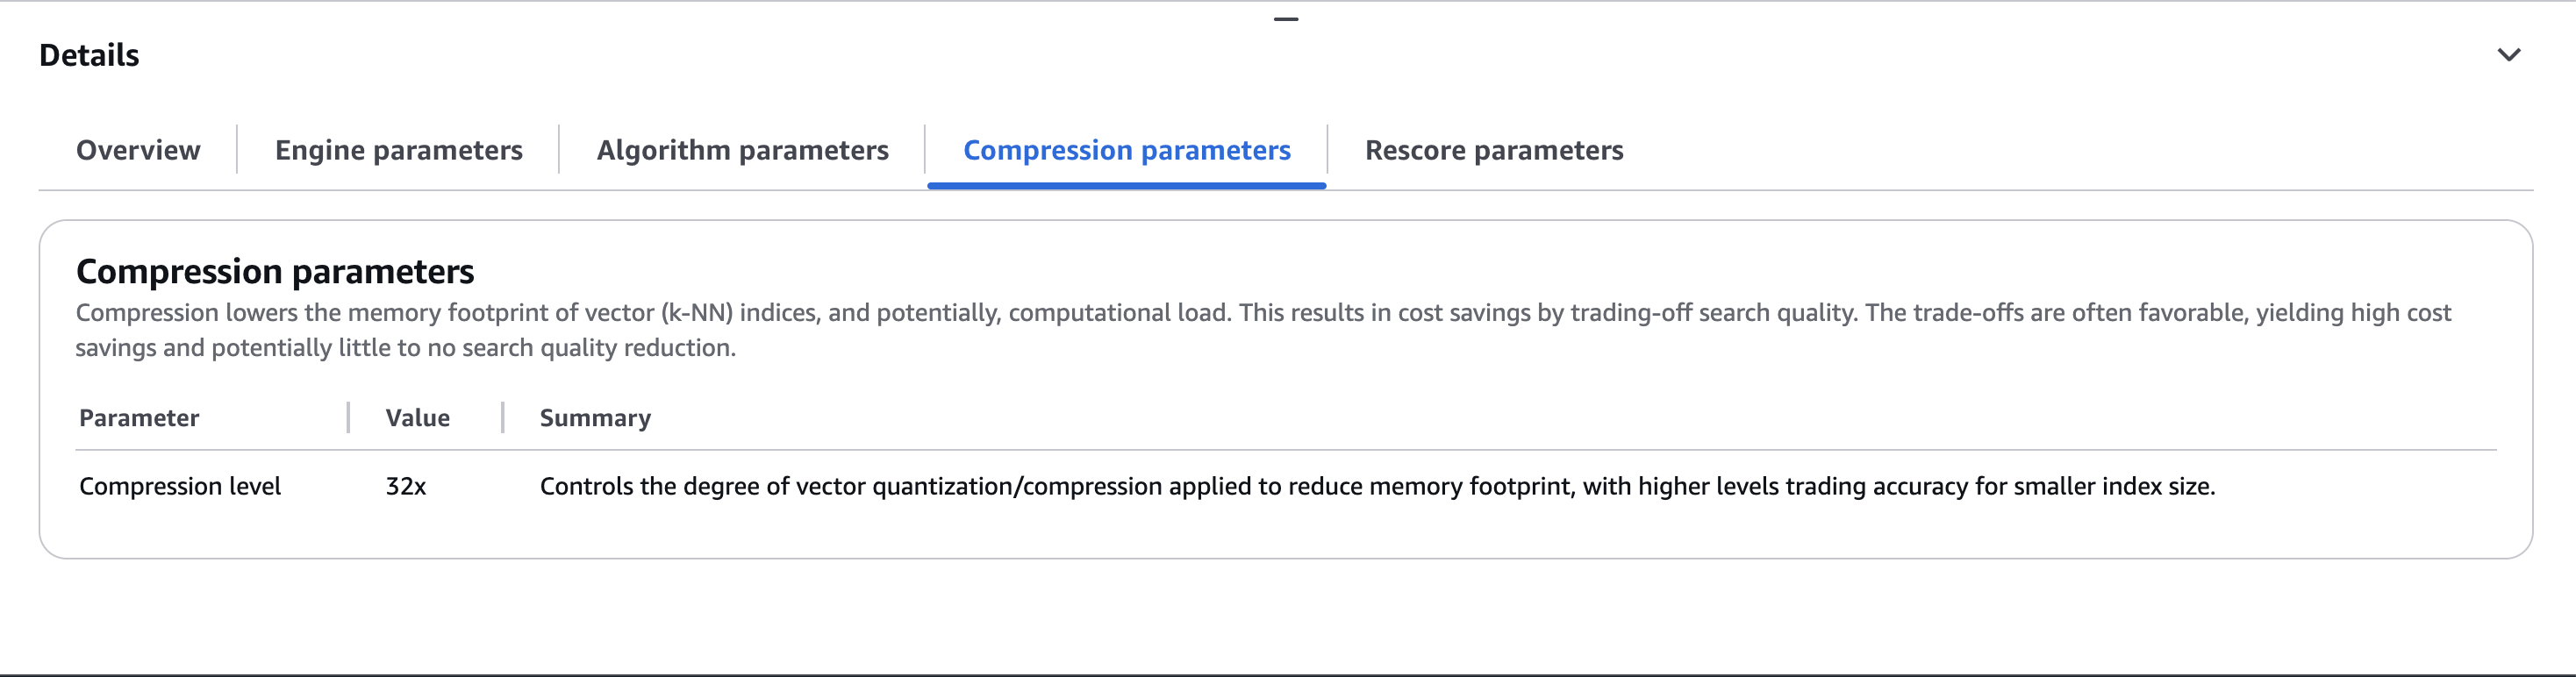 Details
Overview
Engine parameters
Algorithm parameters
Compression parameters
Rescore parameters
Compression parameters
Compression lowers the memory footprint of vector (k-NN) indices, and potentially, computational load. This results in cost savings by trading-off search quality. The trade-offs are often favorable, yielding high cost
savings and potentially little to no search quality reduction.
Parameter Value Summary
Compression level 32x Controls the degree of vector quantization/compression applied to reduce memory footprint, with higher levels trading accuracy for smaller index size.